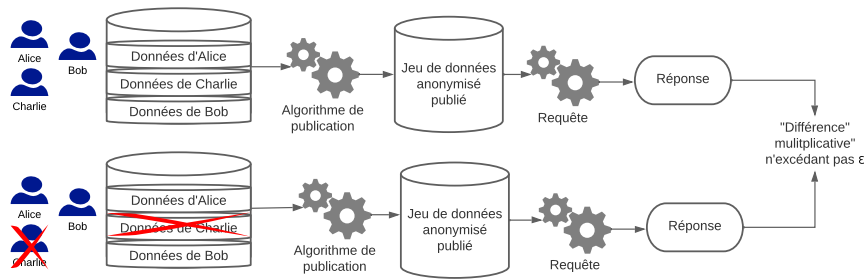 Alice
Bob
Charlie
Données d'Alice
Données de Charlie
Données de Bob
Algorithme de
publication
Jeu de données
anonymisé
publié
Requête
Réponse
"Différence"
mulitplicative"
n'excédant pas ε
Alice
Bob
Charlie
Données d'Alice
Données de Charlie
Données de Bob
Algorithme de
publication
Jeu de données
anonymisé
publié
Requête
Réponse